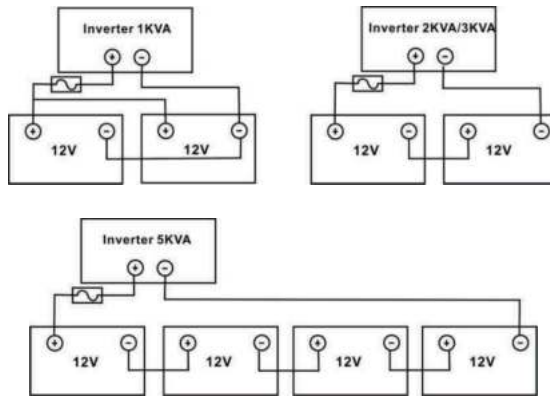 Inverter 1KVA
+ −
+ − + −
12V 12V
Inverter 2KVA/3KVA
+ −
+ − + −
12V 12V
Inverter 5KVA
+ −
+ − + − + − + −
12V 12V 12V 12V